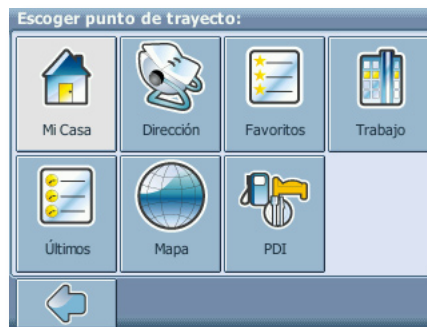 Escoger punto de trayecto:
Mi Casa
Dirección
Favoritos
Trabajo
Últimos
Mapa
PDI